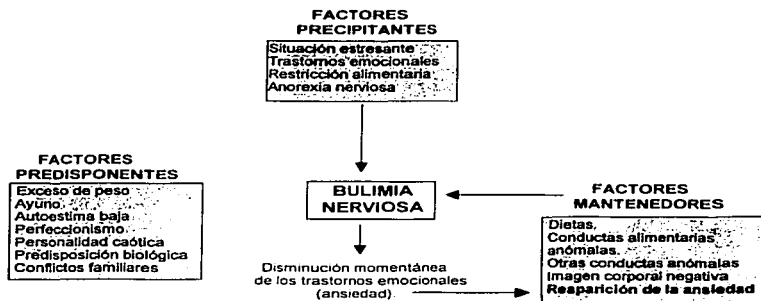 FACTORES
PRECIPITANTES
Situación estresante
Trastornos emocionales
Restricción alimentaria
Anorexia nerviosa
FACTORES
PREDISPONENTES
Exceso de peso
Ayuno.
Autoestima baja
Perfeccionismo
Personalidad caótica
Predisposición biológica
Conflictos familiares
BULIMIA
NERVIOSA
Disminución momentánea
de los trastornos emocionales
(ansiedad).
FACTORES
MANTENEDORES
Dietas.
Conductas alimentarias
anómalas.
Otras conductas anómalas
Imagen corporal negativa
Reaparición de la ansiedad